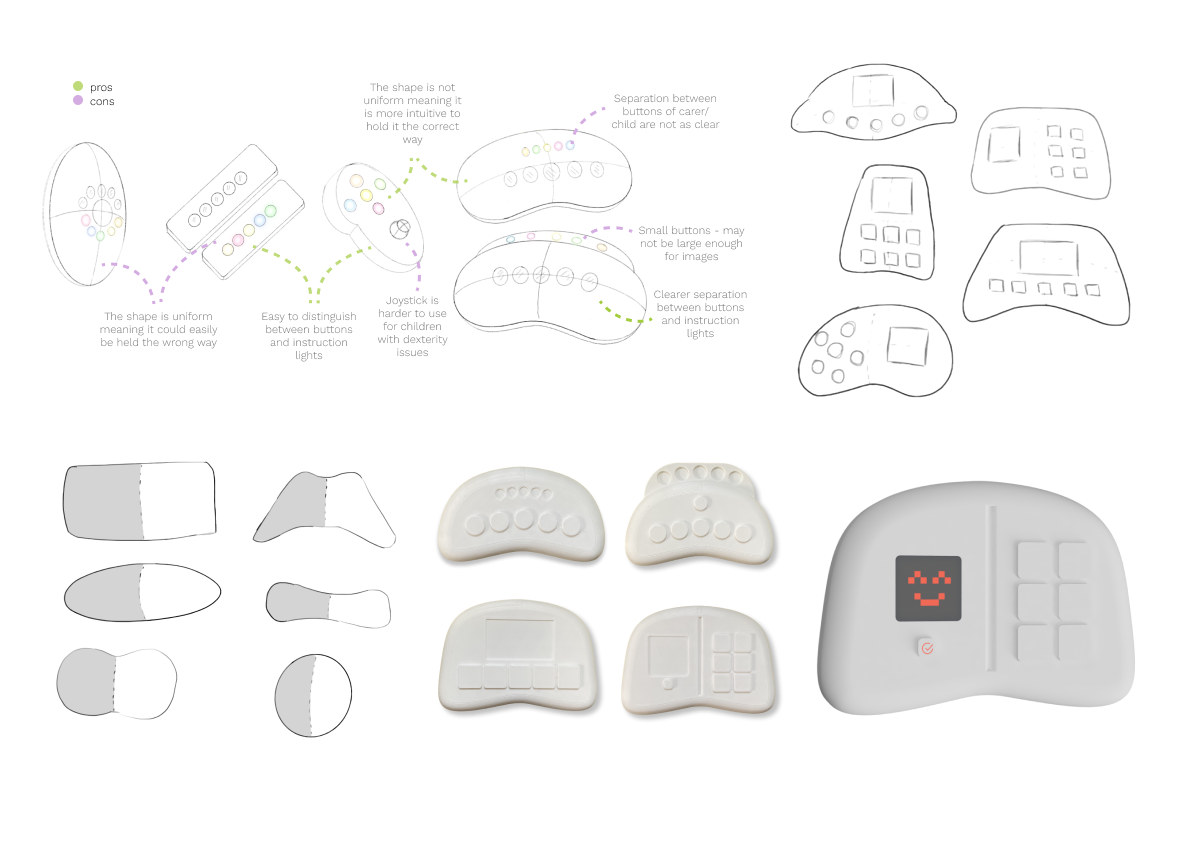 pros
cons
The shape is not
uniform meaning it
is more intuitive to
hold it the correct
way
Separation between
buttons of carer/
child are not as clear
Small buttons - may
not be large enough
for images
Clearer separation
between buttons
and instruction
lights
The shape is uniform
meaning it could easily
be held the wrong way
Easy to distinguish
between buttons
and instruction
lights
Joystick is
harder to use
for children
with dexterity
issues